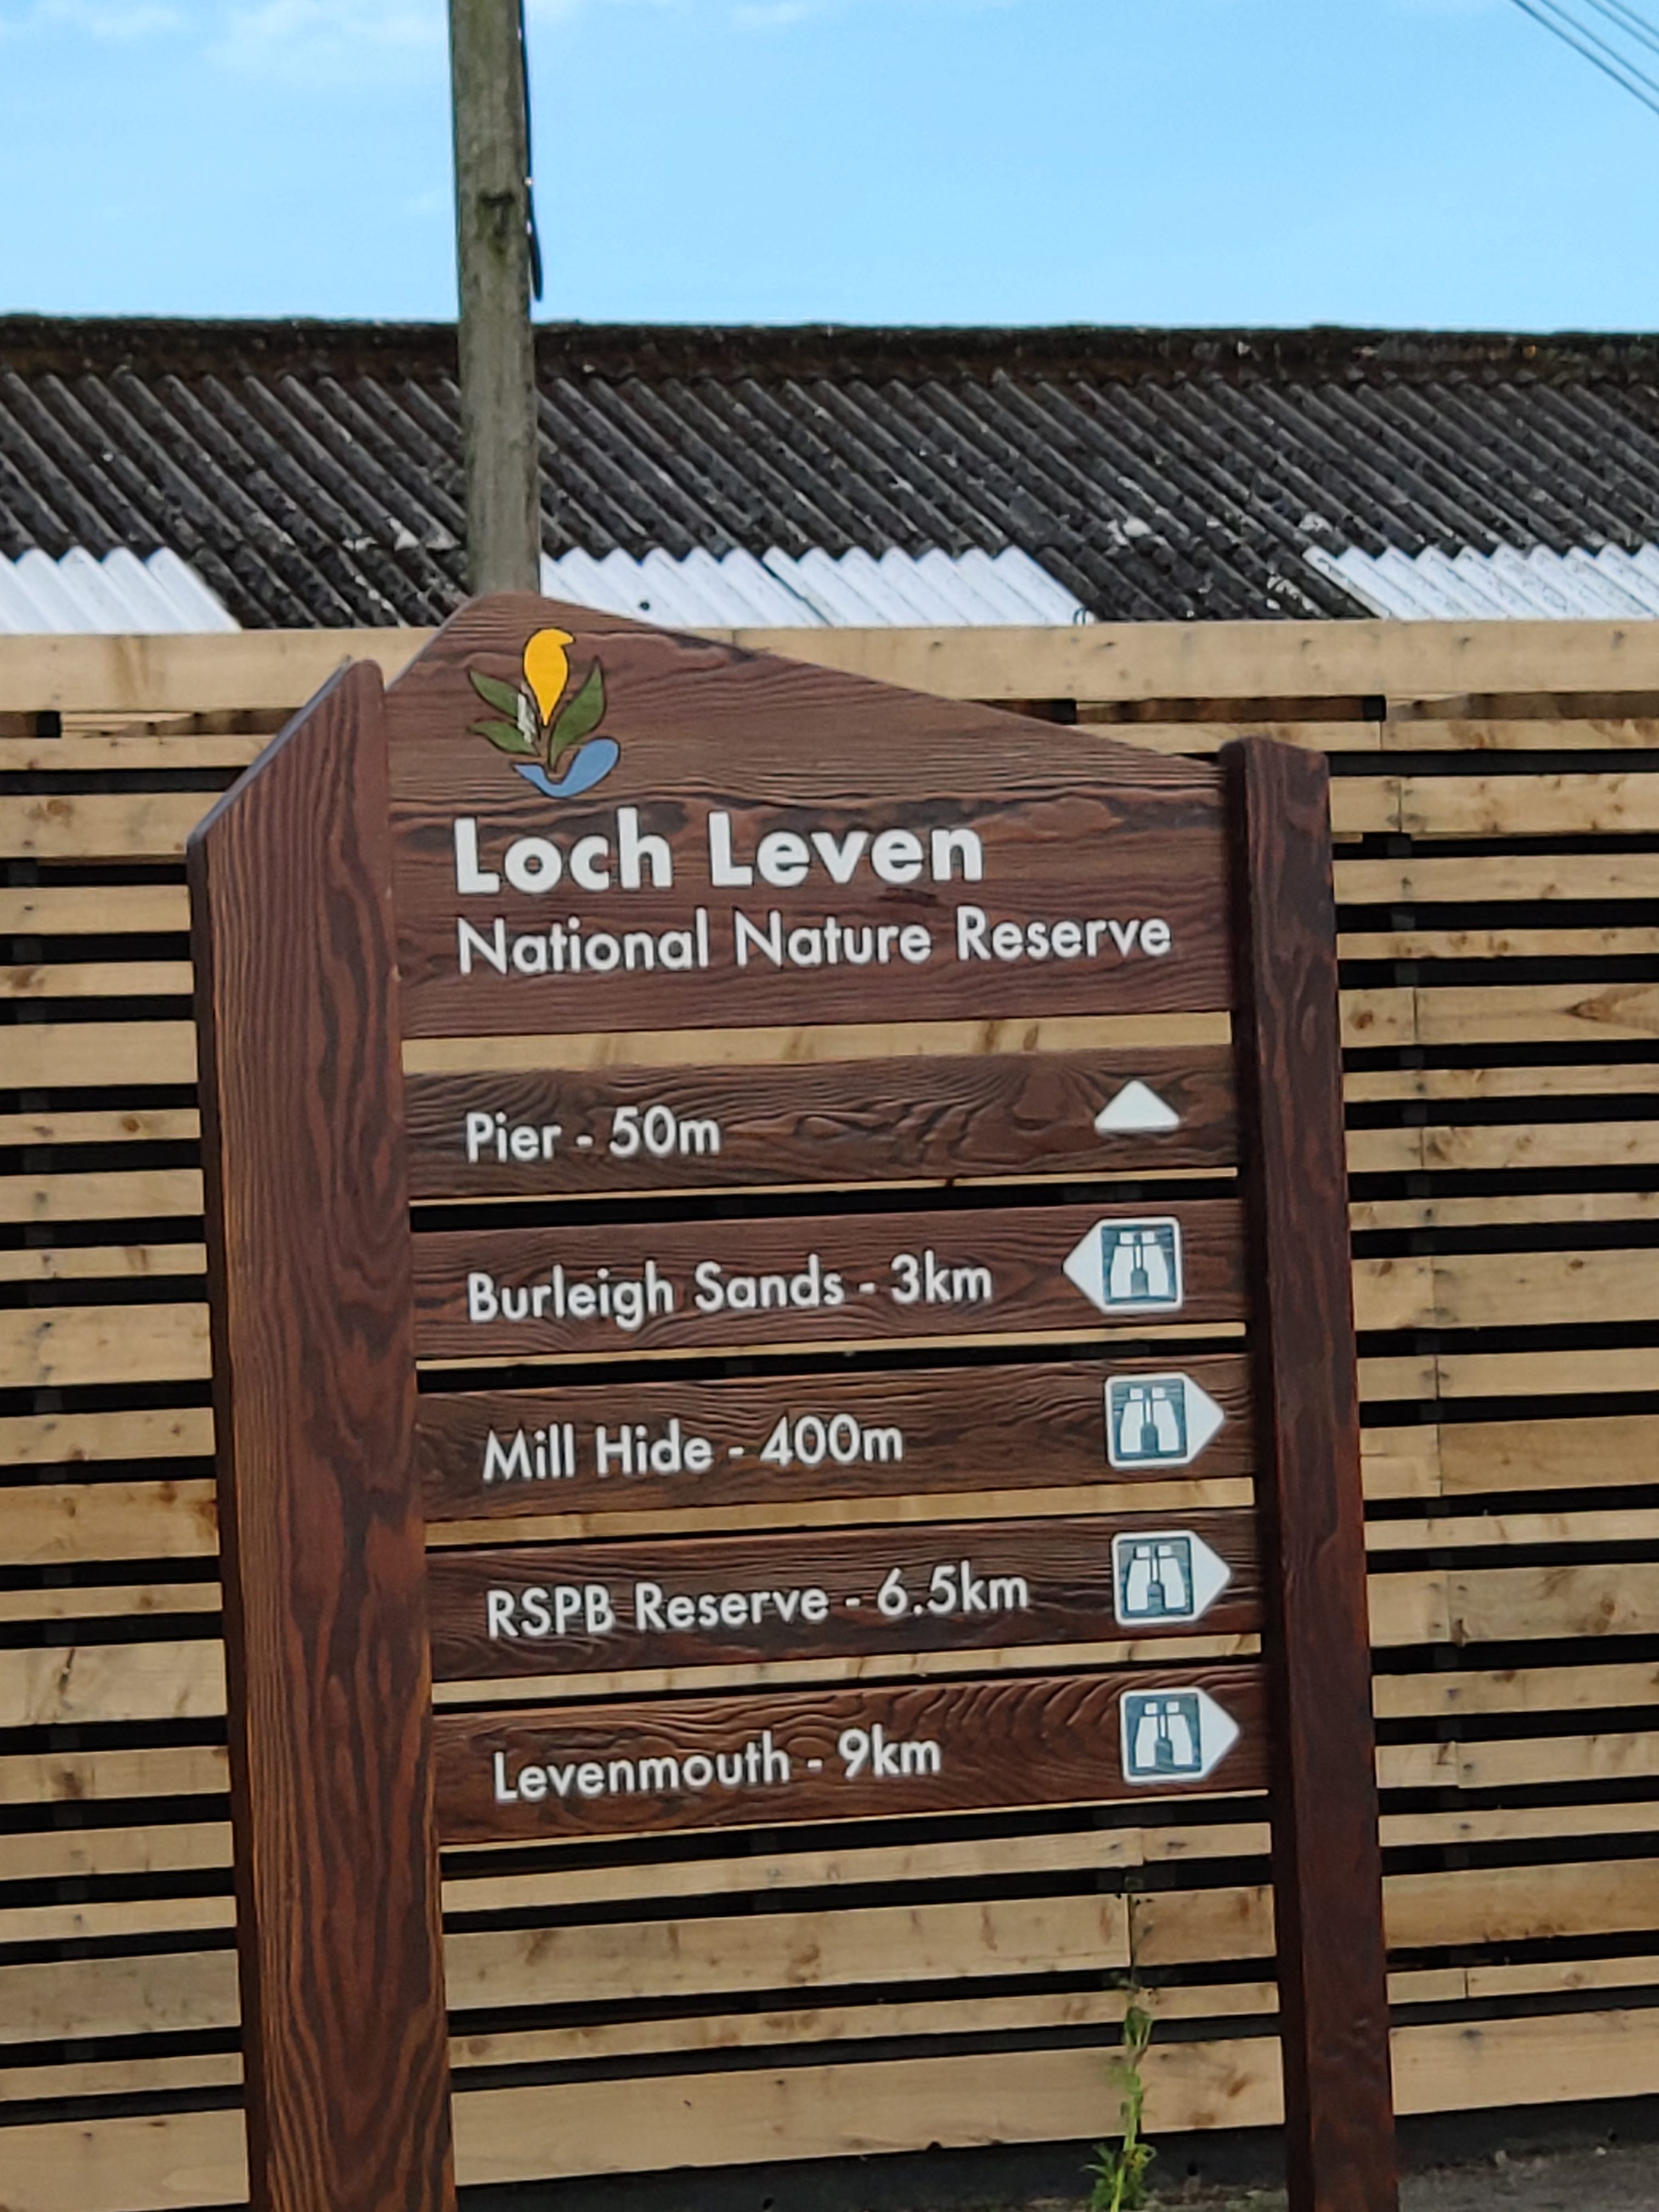 Loch Leven
National Nature Reserve
Pier - 50m
Burleigh Sands - 3km
Mill Hide - 400m
RSPB Reserve - 6.5km
Levenmouth - 9km